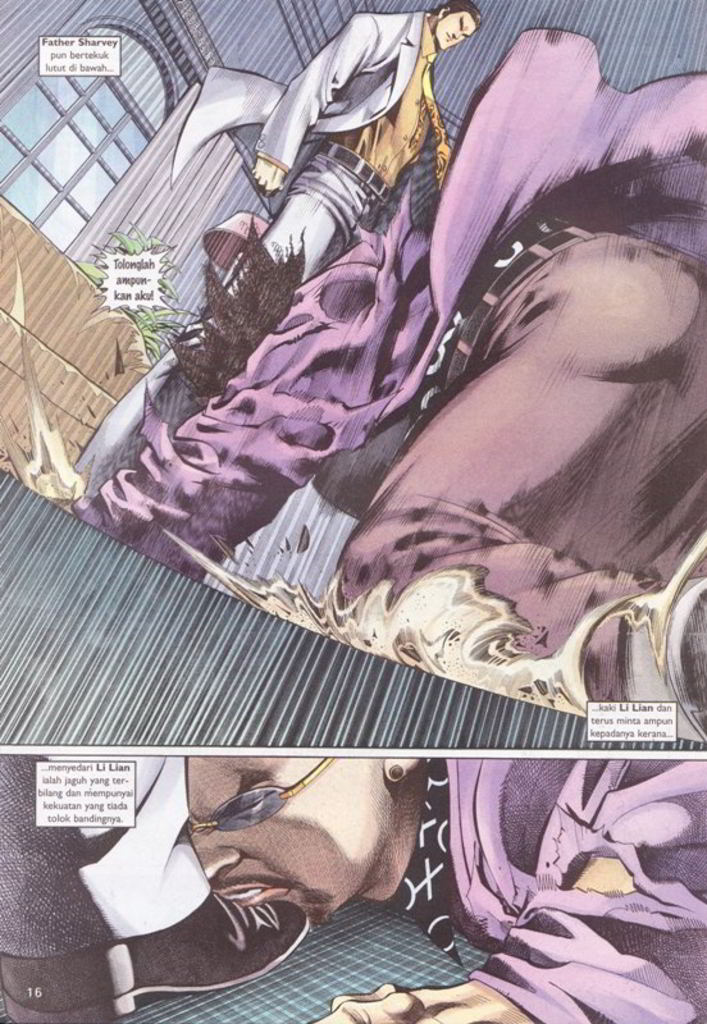 Father Sharvey
pun bertekuk
lutut di bawah...
Tolonglah
ampun-
kan aku!
...kaki Li Lian dan
terus minta ampun
kepadanya kerana...
...menyedari Li Lian
ialah jaguh yang ter-
bilang dan mempunyai
kekuatan yang tiada
tolok bandingnya.
16